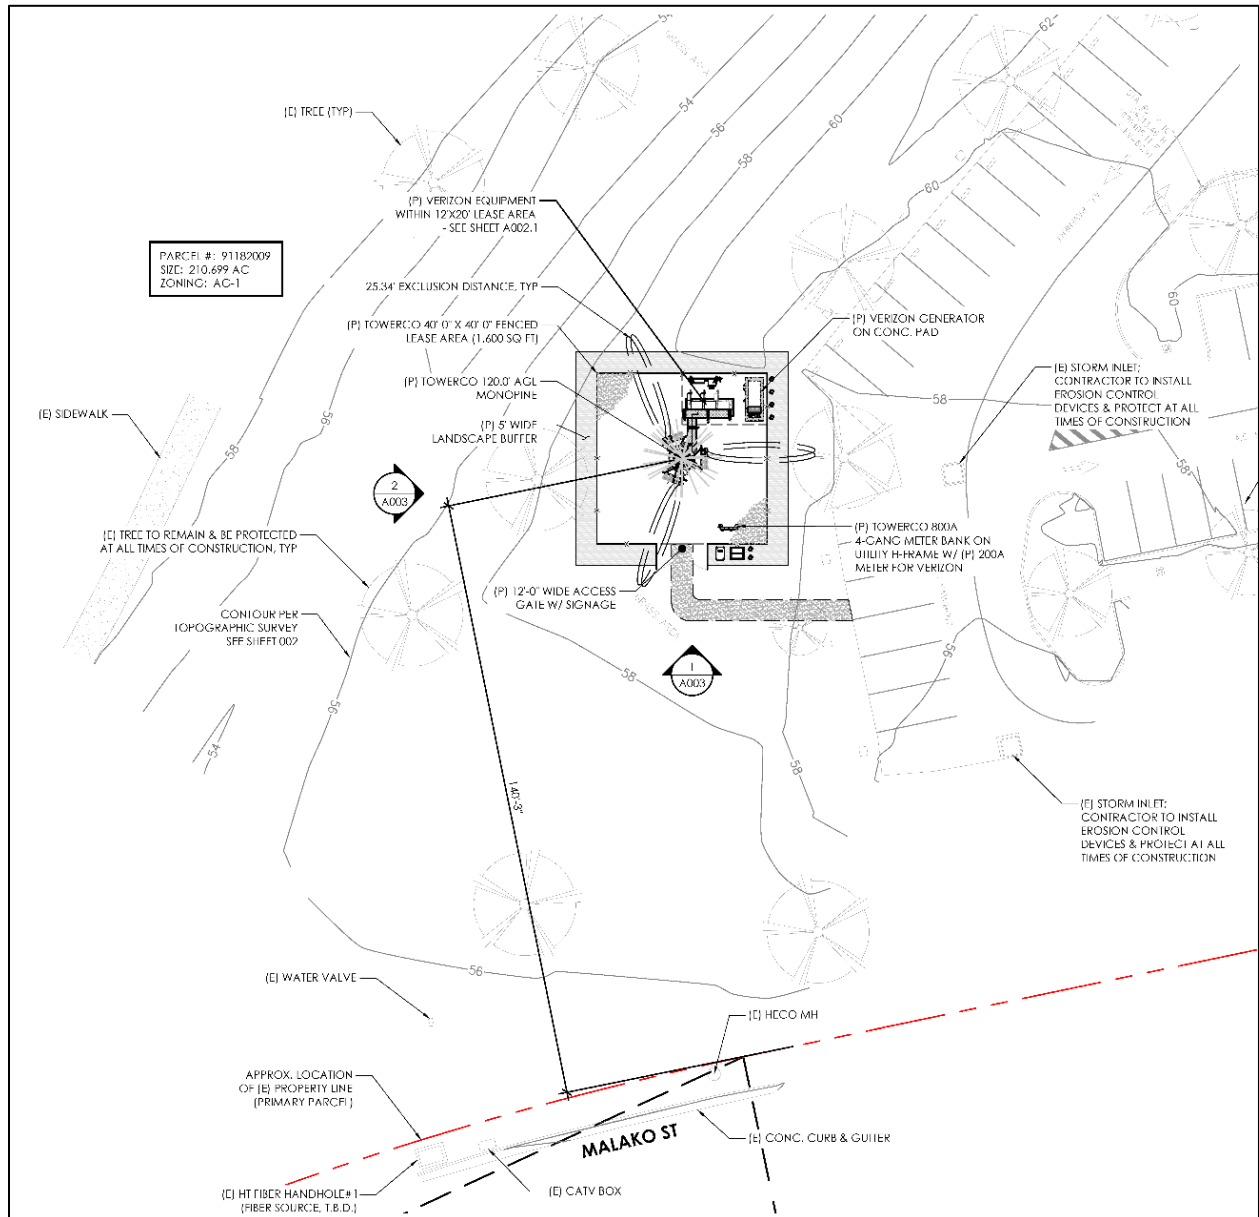 62
54
56
58
60
60
(E) TREE (TYP)
(P) VERIZON EQUIPMENT
WITHIN 12'X20' LEASE AREA
- SEE SHEET A002.1
PARCEL #: 91182009
SIZE: 210.699 AC
ZONING: AG-1
25.34' EXCLUSION DISTANCE, TYP
(P) TOWERCO 40'-0" X 40'-0" FENCED
LEASE AREA (1,600 SQ FT)
(P) VERIZON GENERATOR
ON CONC. PAD
60
(P) TOWERCO 120.0' AGL
MONOPINE
(E) STORM INLET;
CONTRACTOR TO INSTALL
EROSION CONTROL
DEVICES & PROTECT AT ALL
TIMES OF CONSTRUCTION
58
(E) SIDEWALK
56
(P) 5' WIDE
LANDSCAPE BUFFER
58
58
2
A003
(P) TOWERCO 800A
4-GANG METER BANK ON
UTILITY H-FRAME W/ (P) 200A
METER FOR VERIZON
(E) TREE TO REMAIN & BE PROTECTED
AT ALL TIMES OF CONSTRUCTION, TYP
(P) 12'-0" WIDE ACCESS
GATE W/ SIGNAGE
CONTOUR PER
TOPOGRAPHIC SURVEY
SEE SHEET 002
56
58
1
A003
56
54
58
140'-3"
(E) STORM INLET;
CONTRACTOR TO INSTALL
EROSION CONTROL
DEVICES & PROTECT AT ALL
TIMES OF CONSTRUCTION
56
(E) WATER VALVE
(E) HECO MH
APPROX. LOCATION
OF (E) PROPERTY LINE
(PRIMARY PARCEL)
MALAKO ST
(E) CONC. CURB & GUTTER
(E) HT FIBER HANDHOLE#1
(FIBER SOURCE, T.B.D.)
(E) CATV BOX